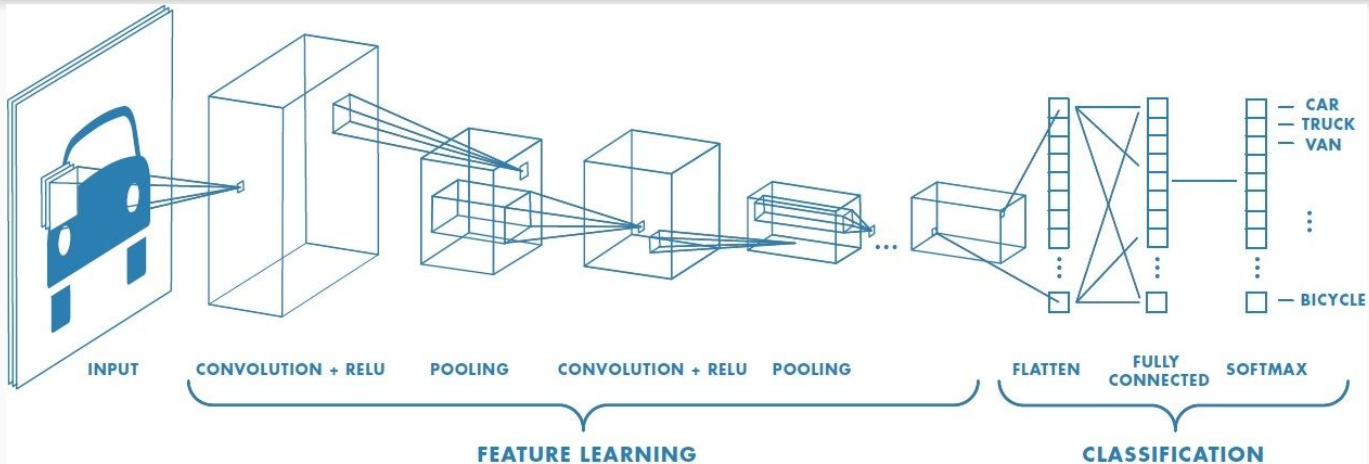 CAR
TRUCK
VAN
BICYCLE
INPUT
CONVOLUTION + RELU
POOLING
CONVOLUTION + RELU
POOLING
FLATTEN
FULLY
CONNECTED
SOFTMAX
FEATURE LEARNING
CLASSIFICATION